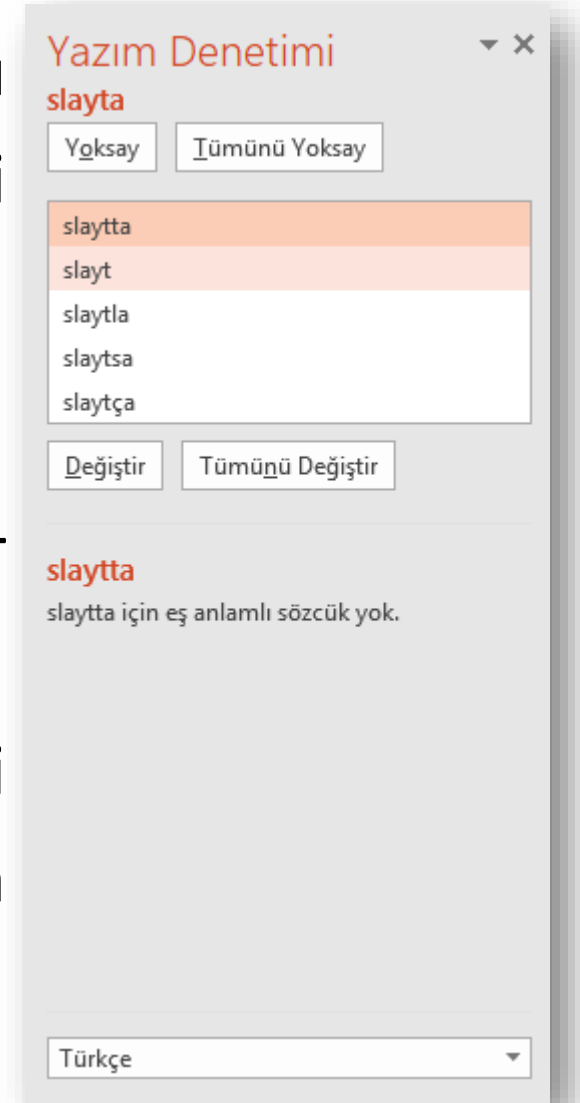 Yazım Denetimi
slayta
Yoksay Tümünü Yoksay
slaytta
slayt
slaytla
slaytsa
slaytça
Değiştir Tümünü Değiştir
slaytta
slaytta için eş anlamlı sözcük yok.
Türkçe